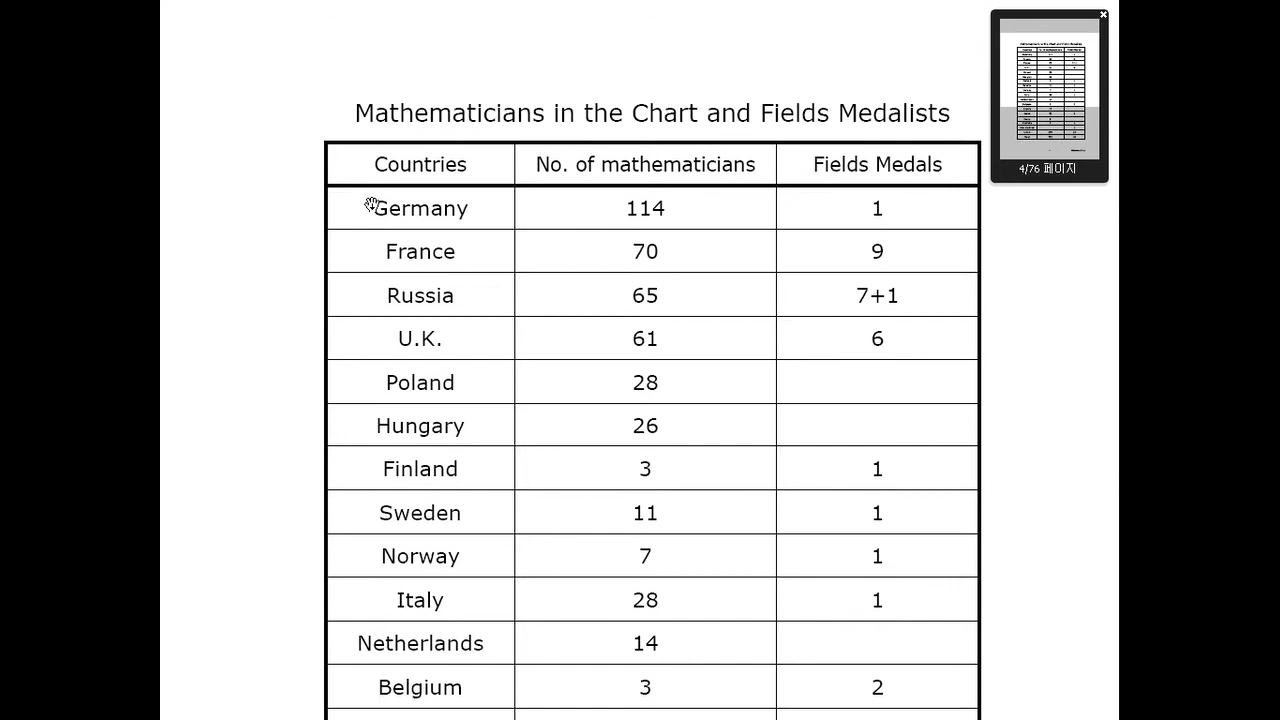 Mathematicians in the Chart and Fields Medalists
Countries No. of mathematicians Fields Medals
Germany 114 1
France 70 9
Russia 65 7+1
U.K. 61 6
Poland 28
Hungary 26
Finland 3 1
Sweden 11 1
Norway 7 1
Italy 28 1
Netherlands 14
Belgium 3 2
4/76 페이지